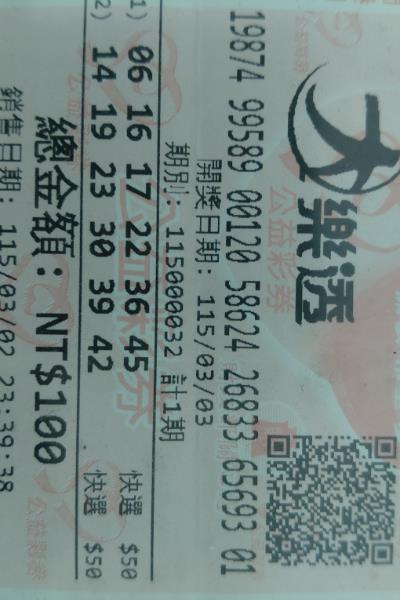 大樂透
19874 99589 00120 58624 26833 65693 01
開獎日期: 115/03/03
期別: 115000032 計1期
1) 06 16 17 22 36 45 快選 $50
2) 14 19 23 30 39 42 快選 $50
總金額: NT$100
銷售日期: 115/03/02 23:39:38
公益彩券